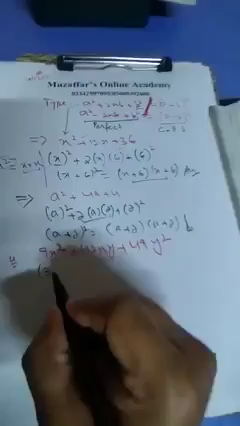 Muzaffar's Online Academy
Type
a² + 2ab + b²
a² - 2ab + b²
Perfect
⇒ x² + 12x + 36
x² = x×x (x)² + 2(x)(6) + (6)²
(x+6)² = (x+6)(x+6) Ans
⇒ a² + 4a + 4
(a)² + 2(a)(2) + (2)²
(a+2)² = (a+2)(a+2)
9x² + 42xy + 49y²
(